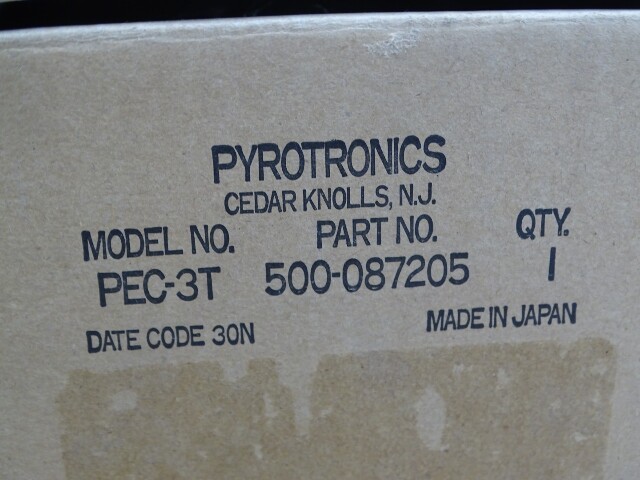 PYROTRONICS
CEDAR KNOLLS, N.J.
MODEL NO. PART NO. QTY.
PEC-3T 500-087205 1
DATE CODE 30N MADE IN JAPAN